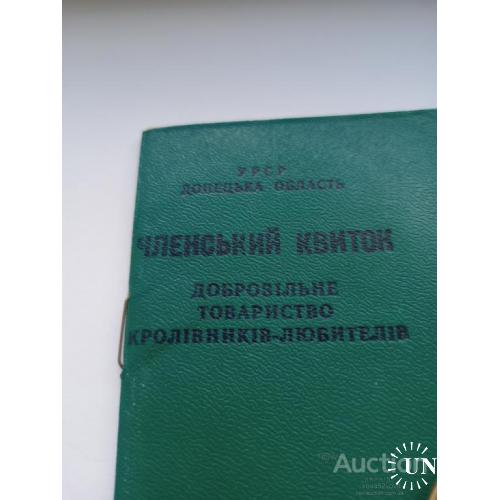 УРСР
ДОНЕЦЬКА ОБЛАСТЬ
ЧЛЕНСЬКИЙ КВИТОК
ДОБРОВІЛЬНЕ
ТОВАРИСТВО
КРОЛІВНИКІВ-ЛЮБИТЕЛІВ
Auction
UN